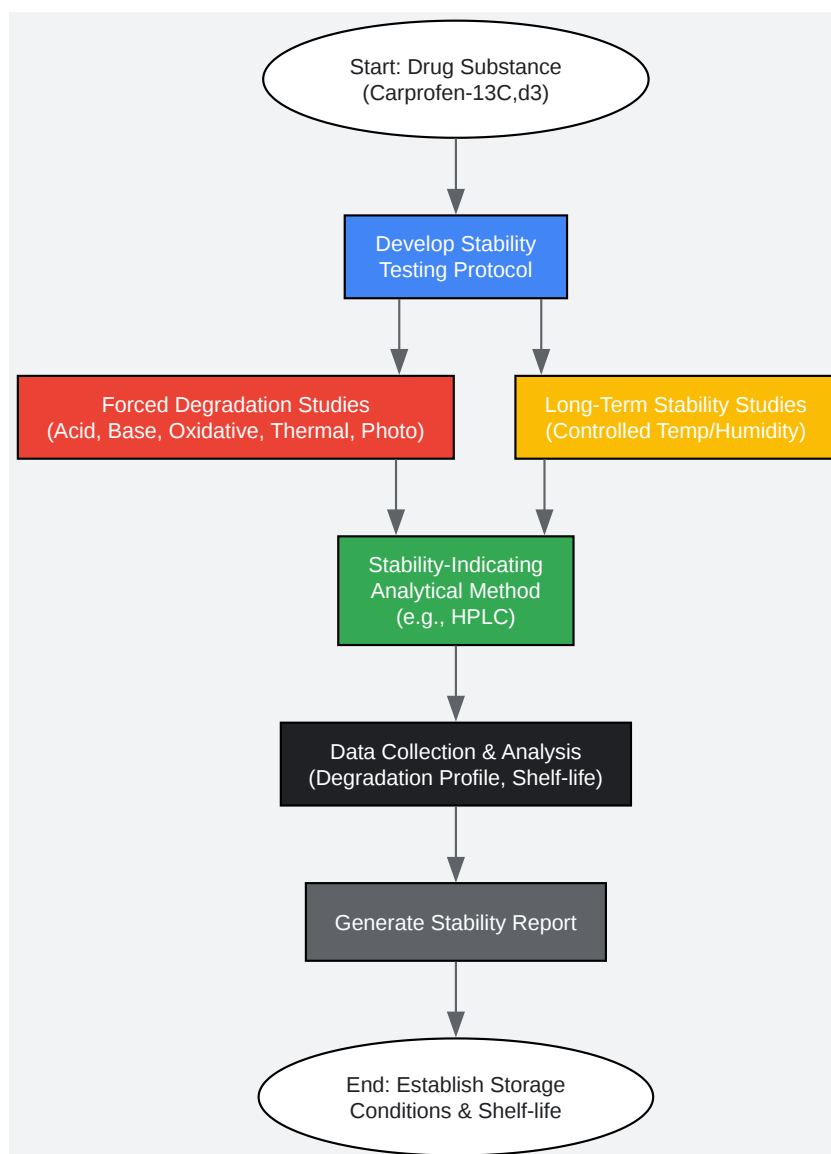 Start: Drug Substance
(Carprofen-13C,d3)
Develop Stability
Testing Protocol
Forced Degradation Studies
(Acid, Base, Oxidative, Thermal, Photo)
Long-Term Stability Studies
(Controlled Temp/Humidity)
Stability-Indicating
Analytical Method
(e.g., HPLC)
Data Collection & Analysis
(Degradation Profile, Shelf-life)
Generate Stability Report
End: Establish Storage
Conditions & Shelf-life